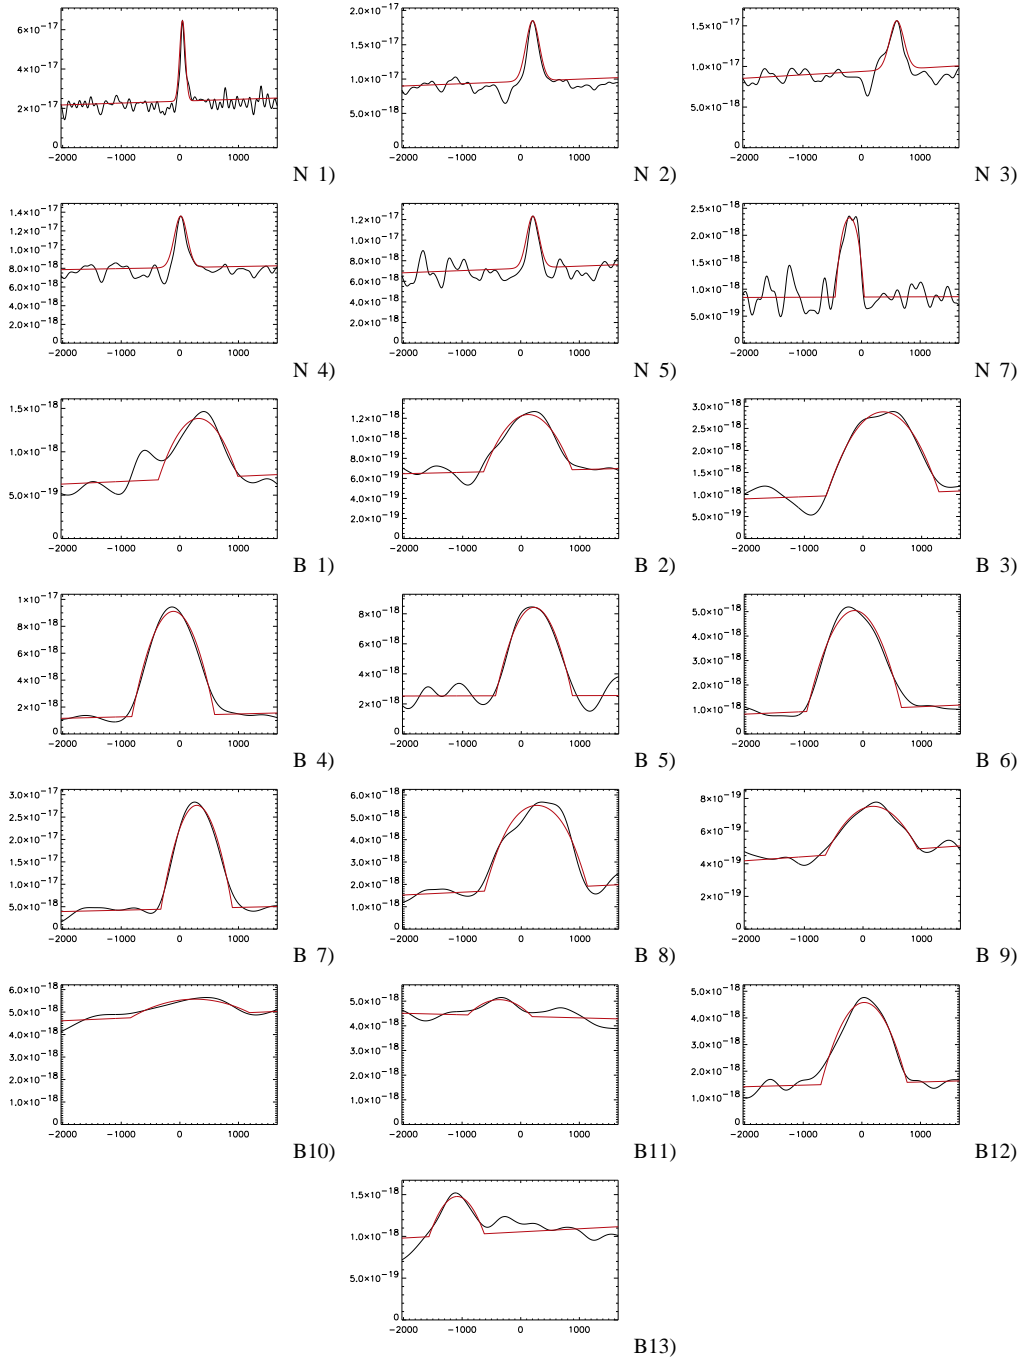 6×10⁻¹⁷ 4×10⁻¹⁷ 2×10⁻¹⁷ 0
-2000 -1000 0 1000
N 1)
2.0×10⁻¹⁷ 1.5×10⁻¹⁷ 1.0×10⁻¹⁷ 5.0×10⁻¹⁸ 0
-2000 -1000 0 1000
N 2)
1.5×10⁻¹⁷ 1.0×10⁻¹⁷ 5.0×10⁻¹⁸ 0
-2000 -1000 0 1000
N 3)
1.4×10⁻¹⁷ 1.2×10⁻¹⁷ 1.0×10⁻¹⁷ 8.0×10⁻¹⁸ 6.0×10⁻¹⁸ 4.0×10⁻¹⁸ 2.0×10⁻¹⁸ 0
-2000 -1000 0 1000
N 4)
1.2×10⁻¹⁷ 1.0×10⁻¹⁷ 8.0×10⁻¹⁸ 6.0×10⁻¹⁸ 4.0×10⁻¹⁸ 2.0×10⁻¹⁸ 0
-2000 -1000 0 1000
N 5)
2.5×10⁻¹⁸ 2.0×10⁻¹⁸ 1.5×10⁻¹⁸ 1.0×10⁻¹⁸ 5.0×10⁻¹⁹ 0
-2000 -1000 0 1000
N 7)
1.5×10⁻¹⁸ 1.0×10⁻¹⁸ 5.0×10⁻¹⁹ 0
-2000 -1000 0 1000
B 1)
1.2×10⁻¹⁸ 1.0×10⁻¹⁸ 8.0×10⁻¹⁹ 6.0×10⁻¹⁹ 4.0×10⁻¹⁹ 2.0×10⁻¹⁹ 0
-2000 -1000 0 1000
B 2)
3.0×10⁻¹⁸ 2.5×10⁻¹⁸ 2.0×10⁻¹⁸ 1.5×10⁻¹⁸ 1.0×10⁻¹⁸ 5.0×10⁻¹⁹ 0
-2000 -1000 0 1000
B 3)
1×10⁻¹⁷ 8×10⁻¹⁸ 6×10⁻¹⁸ 4×10⁻¹⁸ 2×10⁻¹⁸ 0
-2000 -1000 0 1000
B 4)
8×10⁻¹⁸ 6×10⁻¹⁸ 4×10⁻¹⁸ 2×10⁻¹⁸ 0
-2000 -1000 0 1000
B 5)
5.0×10⁻¹⁸ 4.0×10⁻¹⁸ 3.0×10⁻¹⁸ 2.0×10⁻¹⁸ 1.0×10⁻¹⁸ 0
-2000 -1000 0 1000
B 6)
3.0×10⁻¹⁷ 2.5×10⁻¹⁷ 2.0×10⁻¹⁷ 1.5×10⁻¹⁷ 1.0×10⁻¹⁷ 5.0×10⁻¹⁸ 0
-2000 -1000 0 1000
B 7)
6.0×10⁻¹⁸ 5.0×10⁻¹⁸ 4.0×10⁻¹⁸ 3.0×10⁻¹⁸ 2.0×10⁻¹⁸ 1.0×10⁻¹⁸ 0
-2000 -1000 0 1000
B 8)
8×10⁻¹⁹ 6×10⁻¹⁹ 4×10⁻¹⁹ 2×10⁻¹⁹ 0
-2000 -1000 0 1000
B 9)
6.0×10⁻¹⁸ 5.0×10⁻¹⁸ 4.0×10⁻¹⁸ 3.0×10⁻¹⁸ 2.0×10⁻¹⁸ 1.0×10⁻¹⁸ 0
-2000 -1000 0 1000
B10)
5.0×10⁻¹⁸ 4.0×10⁻¹⁸ 3.0×10⁻¹⁸ 2.0×10⁻¹⁸ 1.0×10⁻¹⁸ 0
-2000 -1000 0 1000
B11)
5.0×10⁻¹⁸ 4.0×10⁻¹⁸ 3.0×10⁻¹⁸ 2.0×10⁻¹⁸ 1.0×10⁻¹⁸ 0
-2000 -1000 0 1000
B12)
1.5×10⁻¹⁸ 1.0×10⁻¹⁸ 5.0×10⁻¹⁹ 0
-2000 -1000 0 1000
B13)